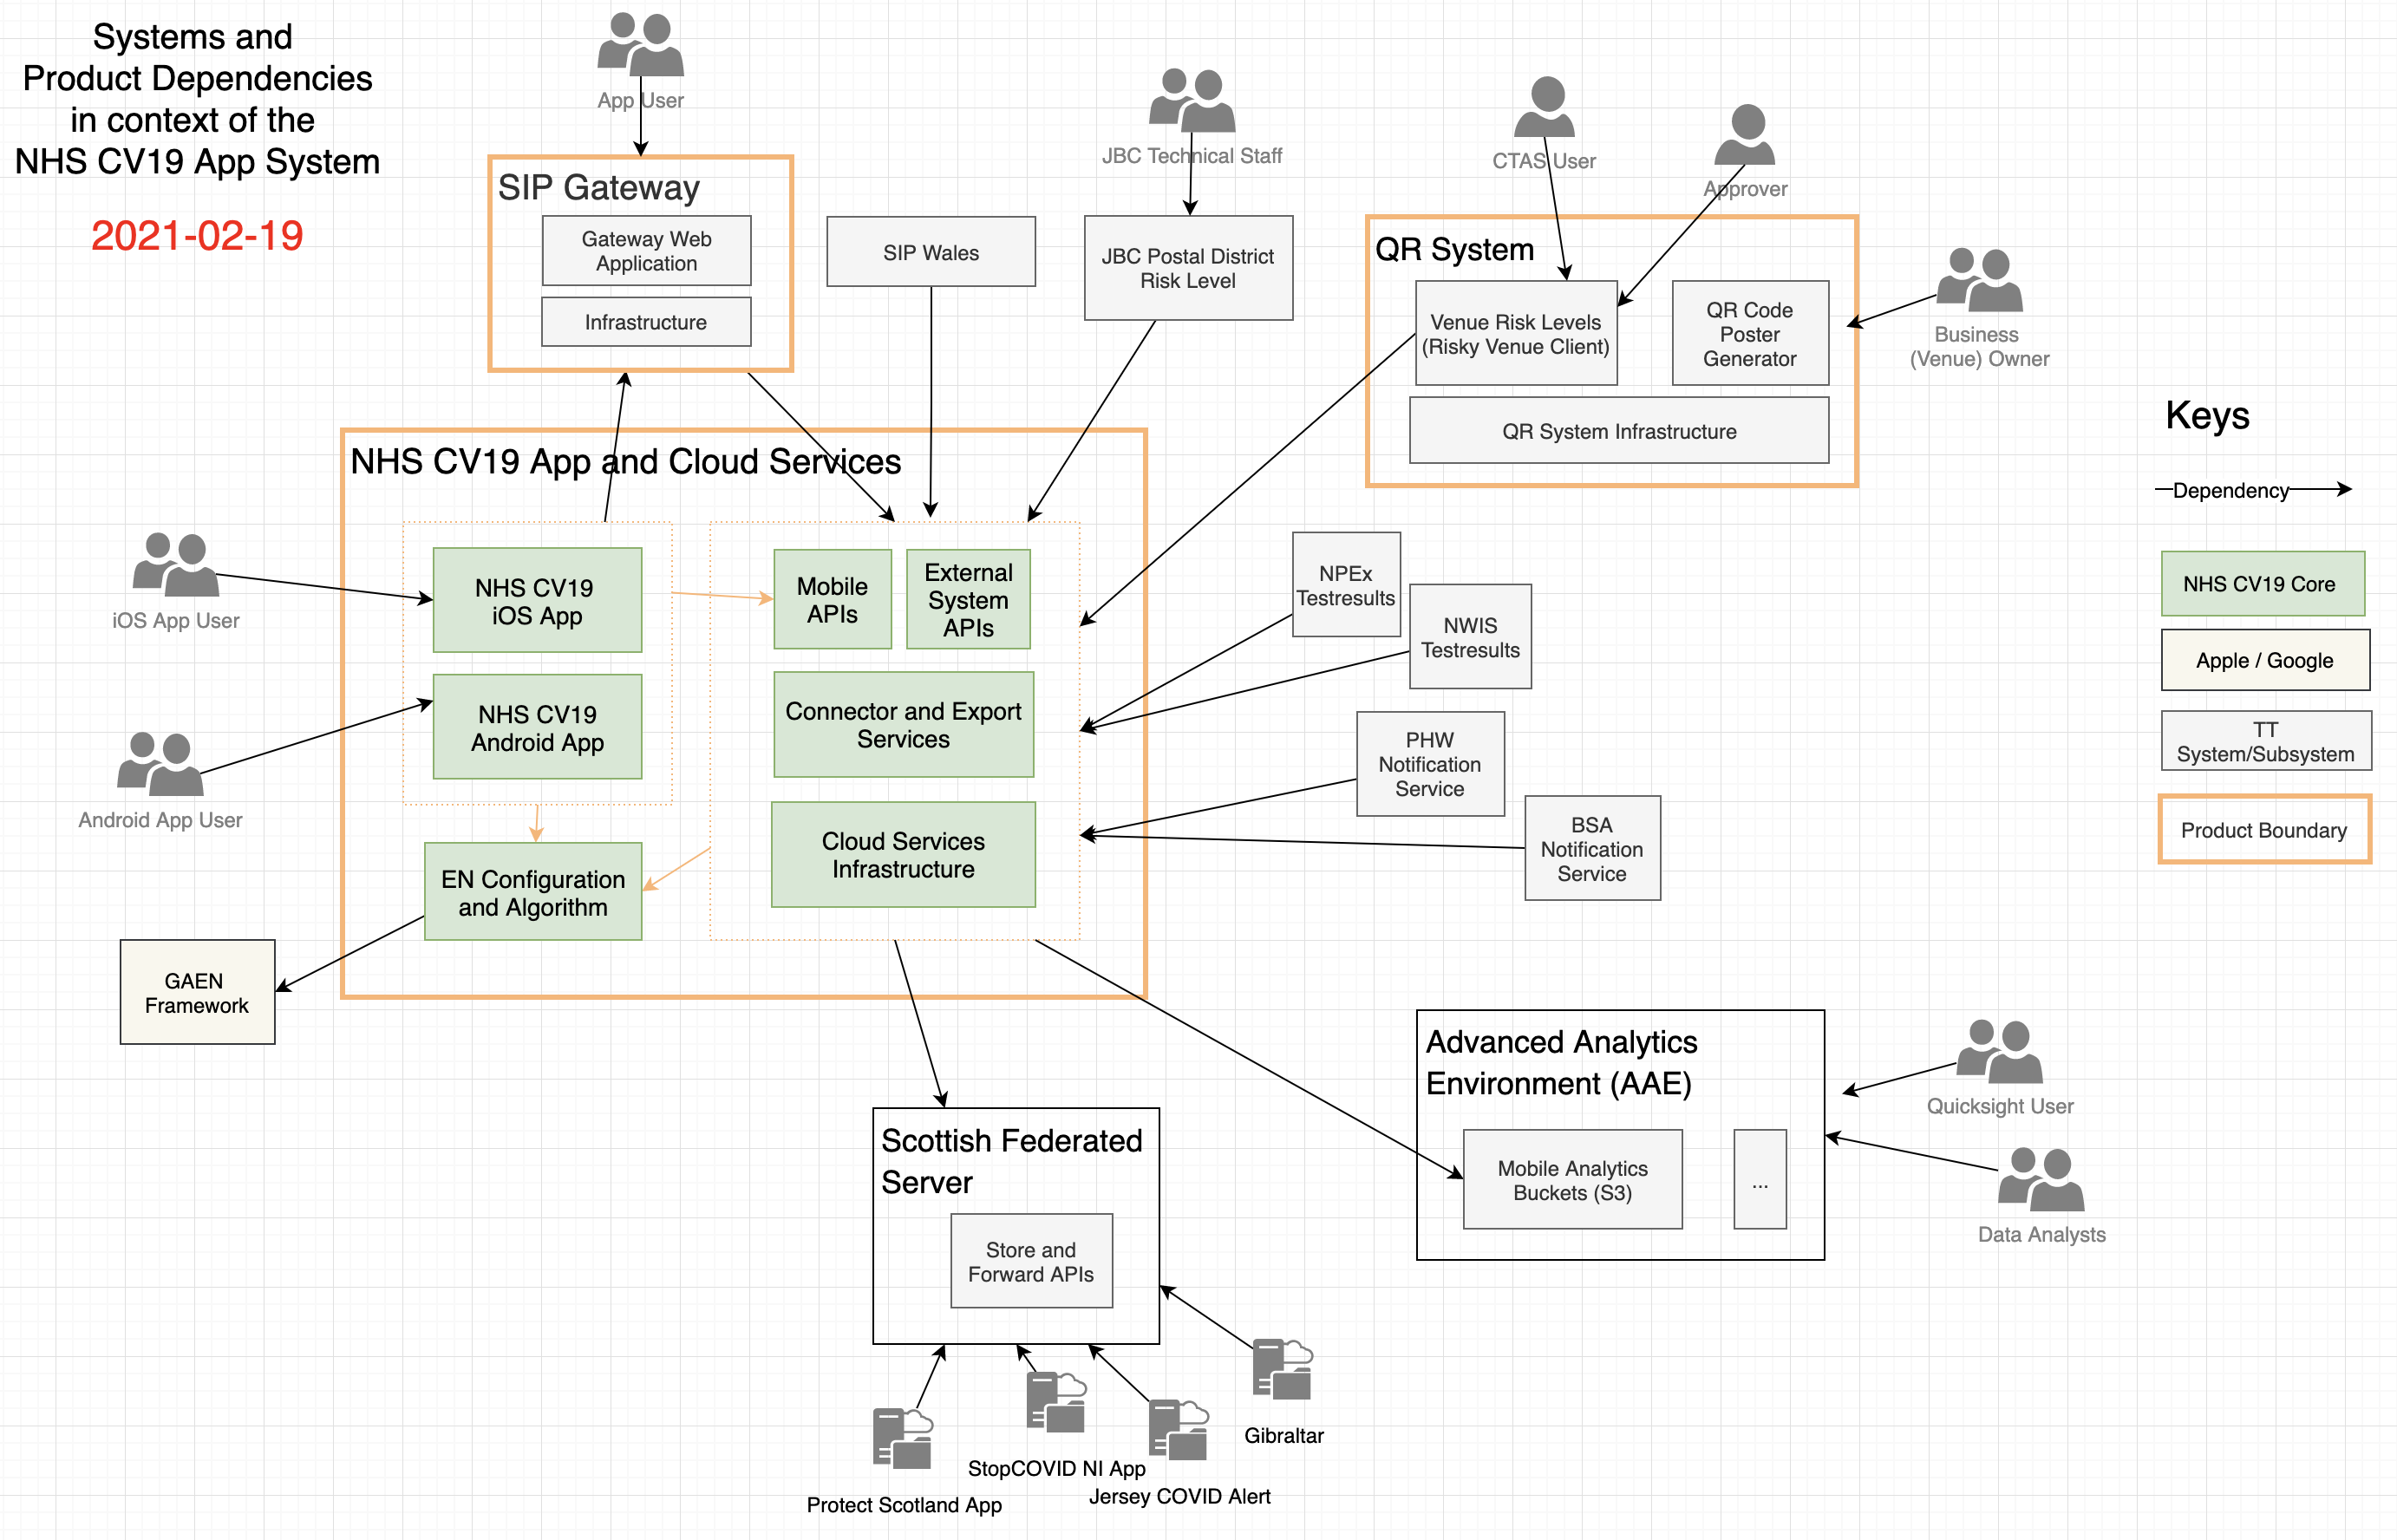 Systems and
Product Dependencies
in context of the
NHS CV19 App System
2021-02-19
App User
SIP Gateway
Gateway Web
Application
Infrastructure
SIP Wales
JBC Technical Staff
JBC Postal District
Risk Level
CTAS User
Approver
QR System
Venue Risk Levels
(Risky Venue Client)
QR Code
Poster
Generator
QR System Infrastructure
Business
(Venue) Owner
Keys
Dependency
NHS CV19 Core
Apple / Google
TT
System/Subsystem
Product Boundary
NHS CV19 App and Cloud Services
iOS App User
Android App User
NHS CV19
iOS App
NHS CV19
Android App
EN Configuration
and Algorithm
Mobile
APIs
External
System
APIs
Connector and Export
Services
Cloud Services
Infrastructure
NPEx
Testresults
NWIS
Testresults
PHW
Notification
Service
BSA
Notification
Service
GAEN
Framework
Advanced Analytics
Environment (AAE)
Mobile Analytics
Buckets (S3)
...
Quicksight User
Data Analysts
Scottish Federated
Server
Store and
Forward APIs
Gibraltar
StopCOVID NI App
Jersey COVID Alert
Protect Scotland App